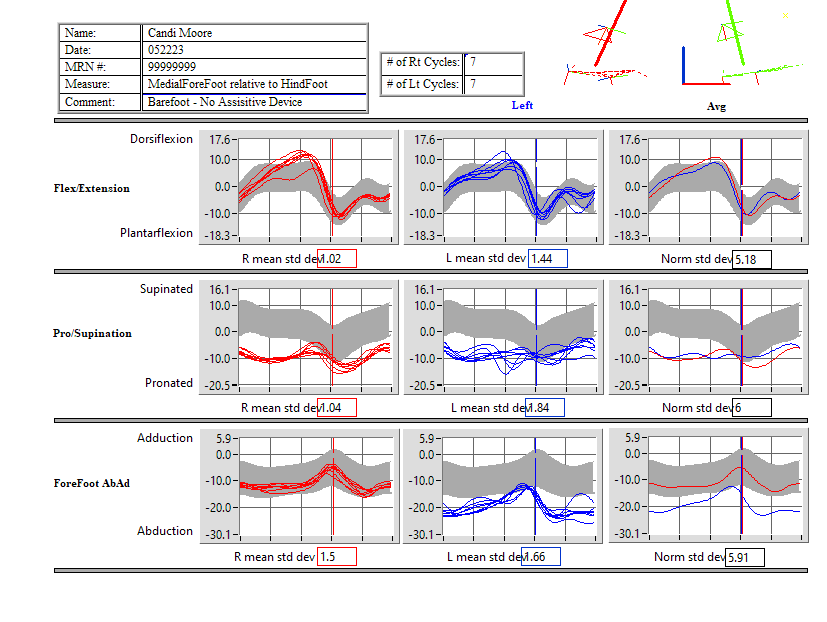 Name: Candi Moore
Date: 052223
MRN #: 99999999
Measure: MedialForeFoot relative to HindFoot
Comment: Barefoot - No Assisitive Device
# of Rt Cycles: 7
# of Lt Cycles: 7
Left Avg
Dorsiflexion
Flex/Extension
Plantarflexion
17.6
10.0
0.0
-10.0
-18.3
17.6
10.0
0.0
-10.0
-18.3
17.6
10.0
0.0
-10.0
-18.3
R mean std dev 1.02 L mean std dev 1.44 Norm std dev 5.18
Supinated
Pro/Supination
Pronated
16.1
10.0
0.0
-10.0
-20.5
16.1
10.0
0.0
-10.0
-20.5
16.1
10.0
0.0
-10.0
-20.5
R mean std dev 1.04 L mean std dev 1.84 Norm std dev 6
Adduction
ForeFoot AbAd
Abduction
5.9
0.0
-10.0
-20.0
-30.1
5.9
0.0
-10.0
-20.0
-30.1
5.9
0.0
-10.0
-20.0
-30.1
R mean std dev 1.5 L mean std dev 1.66 Norm std dev 5.91